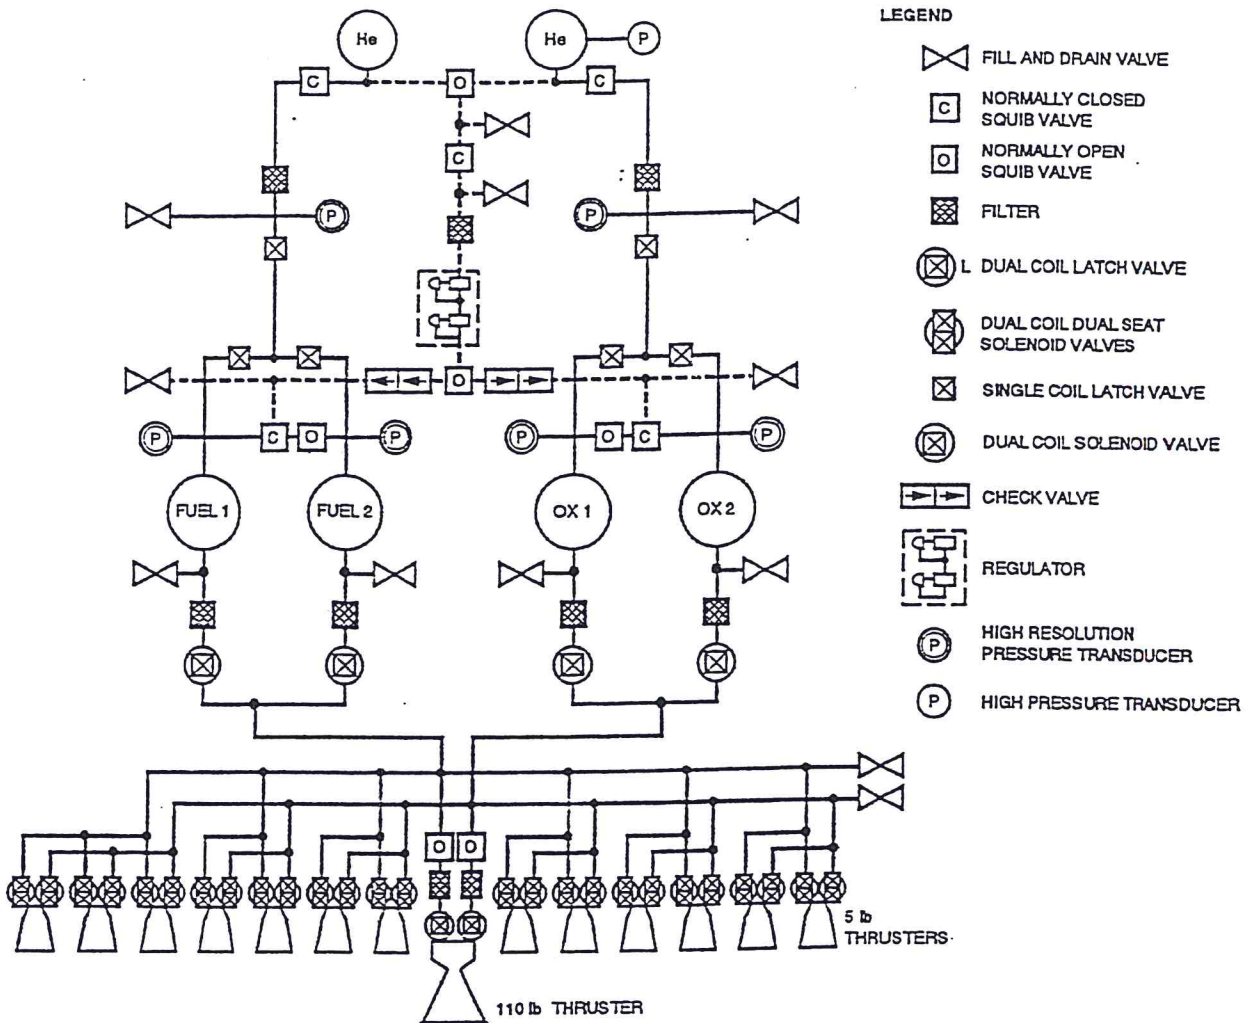 LEGEND
He
He
P
FILL AND DRAIN VALVE
C
O
C
C
NORMALLY CLOSED
SQUIB VALVE
C
O
NORMALLY OPEN
SQUIB VALVE
P
P
FILTER
L DUAL COIL LATCH VALVE
DUAL COIL DUAL SEAT
SOLENOID VALVES
O
SINGLE COIL LATCH VALVE
P
C
O
P
P
O
C
P
DUAL COIL SOLENOID VALVE
CHECK VALVE
FUEL 1
FUEL 2
OX 1
OX 2
REGULATOR
P
HIGH RESOLUTION
PRESSURE TRANSDUCER
P
HIGH PRESSURE TRANSDUCER
O
O
5 lb
THRUSTERS
110 lb THRUSTER